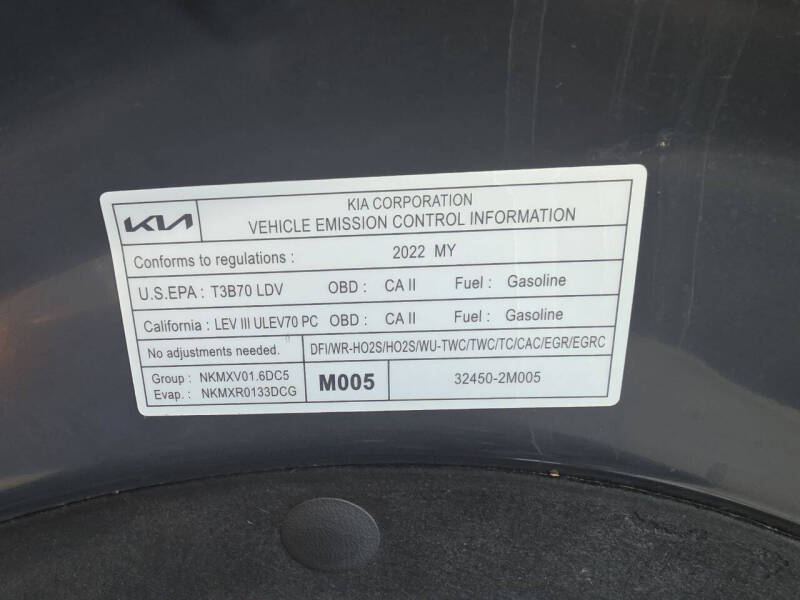 KIA
KIA CORPORATION
VEHICLE EMISSION CONTROL INFORMATION
Conforms to regulations : 2022 MY
U.S.EPA : T3B70 LDV OBD : CA II Fuel : Gasoline
California : LEV III ULEV70 PC OBD : CA II Fuel : Gasoline
No adjustments needed. DFI/WR-HO2S/HO2S/WU-TWC/TWC/TC/CAC/EGR/EGRC
Group : NKMXV01.6DC5 M005 32450-2M005
Evap. : NKMXR0133DCG